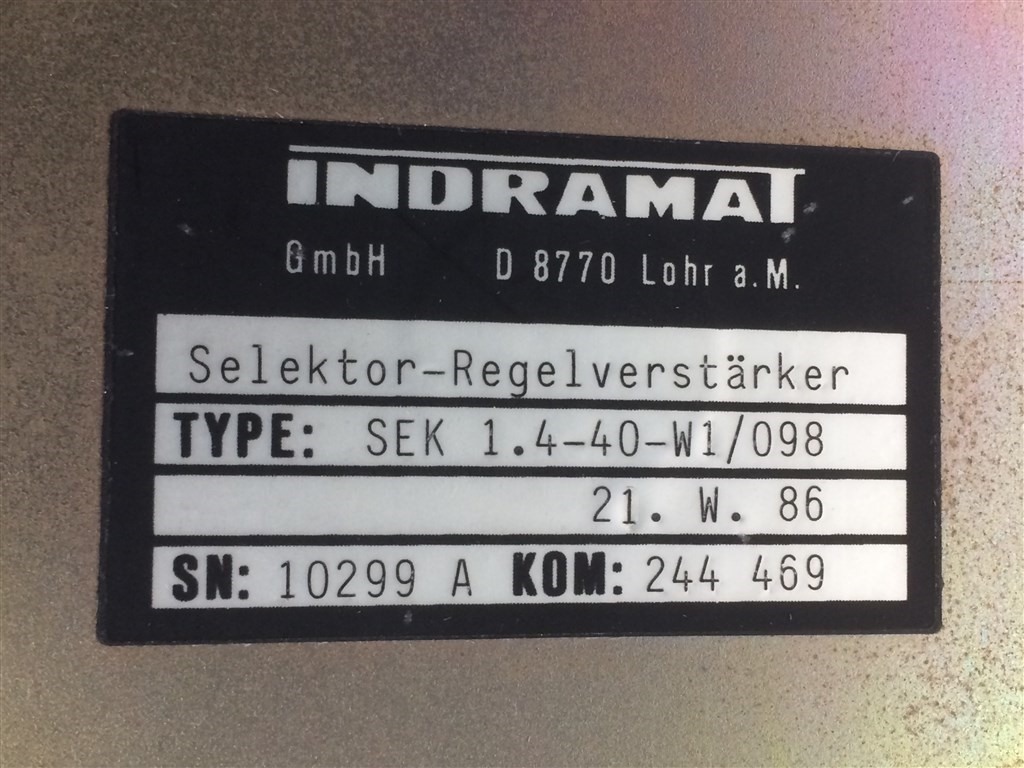 INDRAMAT
GmbH D 8770 Lohr a.M.
Selektor-Regelverstärker
TYPE: SEK 1.4-40-W1/098
21. W. 86
SN: 10299 A KOM: 244 469